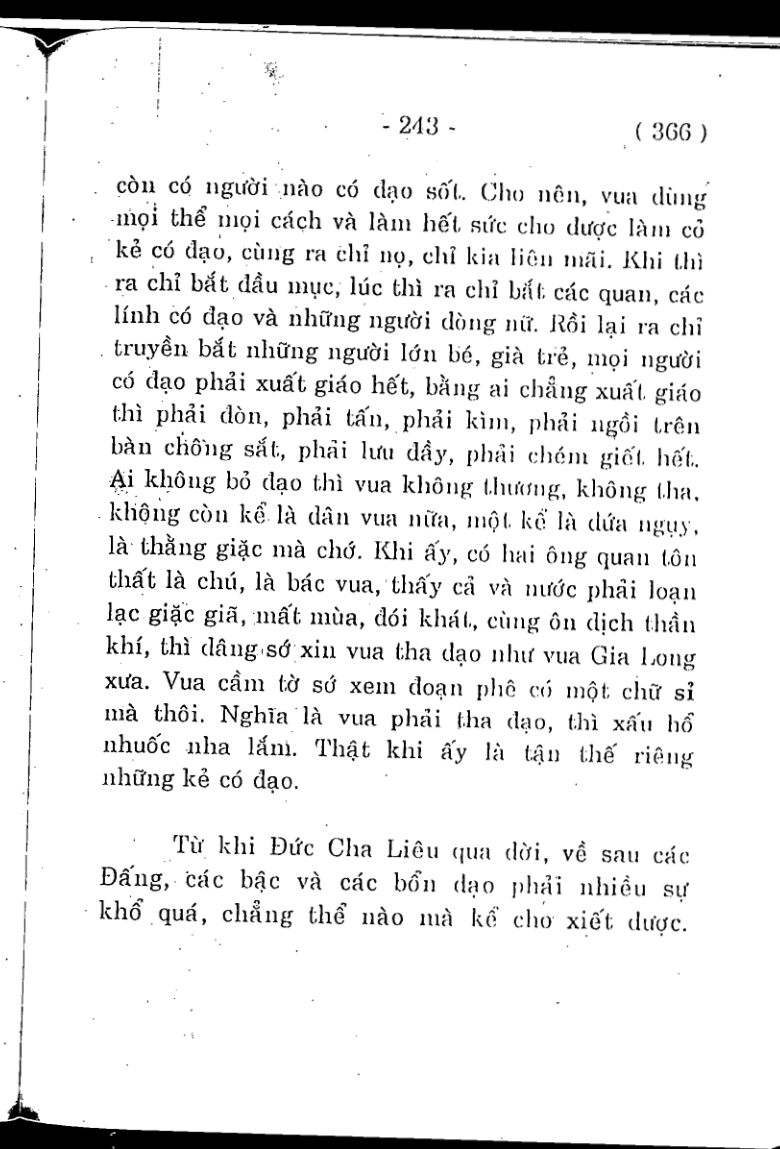 - 243 -
( 366 )
còn có người nào có đạo sốt. Cho nên, vua dùng
mọi thể mọi cách và làm hết sức cho được làm cỏ
kẻ có đạo, cùng ra chỉ nọ, chỉ kia liên mãi. Khi thì
ra chỉ bắt đầu mục, lúc thì ra chỉ bắt các quan, các
lính có đạo và những người dòng nữ. Rồi lại ra chỉ
truyền bắt những người lớn bé, già trẻ, mọi người
có đạo phải xuất giáo hết, bằng ai chẳng xuất giáo
thì phải đòn, phải tấn, phải kìm, phải ngồi trên
bàn chông sắt, phải lưu đầy, phải chém giết hết.
Ai không bỏ đạo thì vua không thương, không tha,
không còn kể là dân vua nữa, một kể là đứa ngụy,
là thằng giặc mà chớ. Khi ấy, có hai ông quan tôn
thất là chú, là bác vua, thấy cả và nước phải loạn
lạc giặc giã, mất mùa, đói khát, cùng ôn dịch thần
khí, thì dâng sớ xin vua tha đạo như vua Gia Long
xưa. Vua cầm tờ sớ xem đoạn phê có một chữ sỉ
mà thôi. Nghĩa là vua phải tha đạo, thì xấu hổ
nhuốc nha lắm. Thật khi ấy là tận thế riêng
những kẻ có đạo.
Từ khi Đức Cha Liêu qua đời, về sau các
Đấng, các bậc và các bổn đạo phải nhiều sự
khổ quá, chẳng thể nào mà kể cho xiết được.